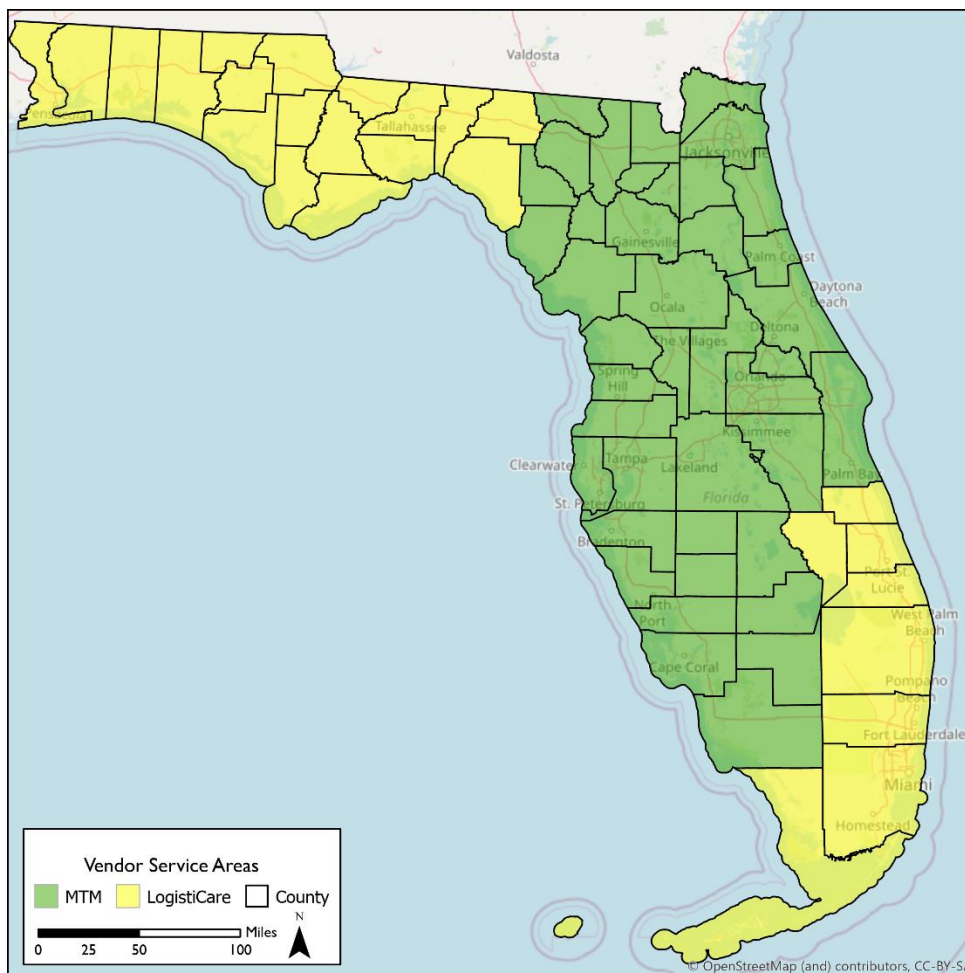 Valdosta
Pensacola
Tallahassee
Jacksonville
Gainesville
Palm Coast
Daytona
Beach
Ocala
Deltona
The Villages
Spring
Hill
Orlando
Kissimmee
Clearwater
Tampa
Lakeland
Palm Bay
St. Petersburg
Florida
Bradenton
Port St.
Lucie
North
Port
West Palm
Beach
Cape Coral
Pompano
Beach
Fort Lauderdale
Miami
Homestead
Vendor Service Areas
MTM LogistiCare County
N
Miles
0 25 50 100
© OpenStreetMap (and) contributors, CC-BY-S